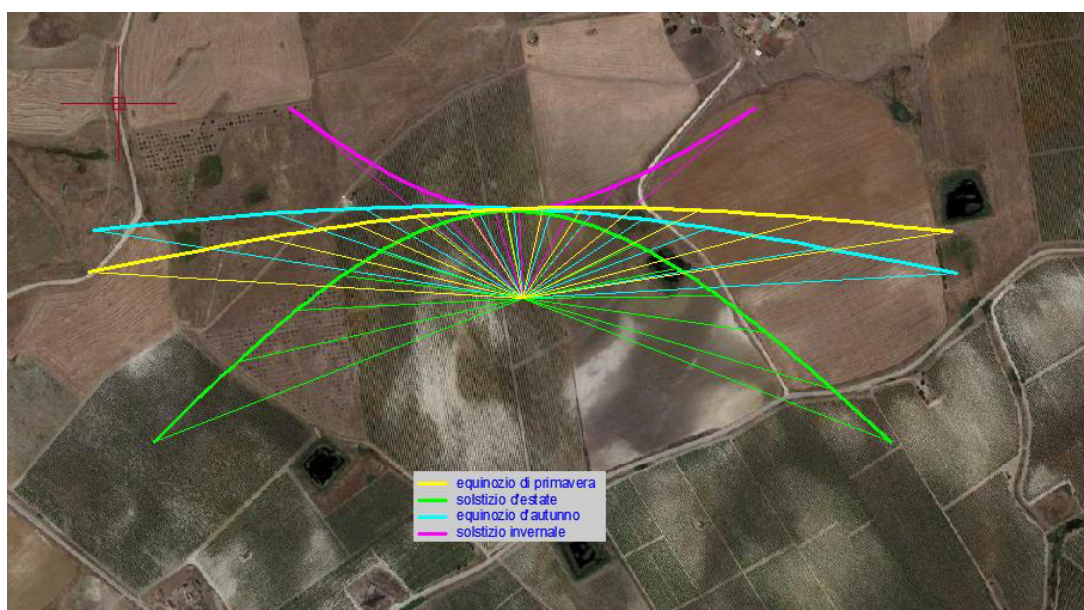 equinozio di primavera
solstizio d'estate
equinozio d'autunno
solstizio invernale